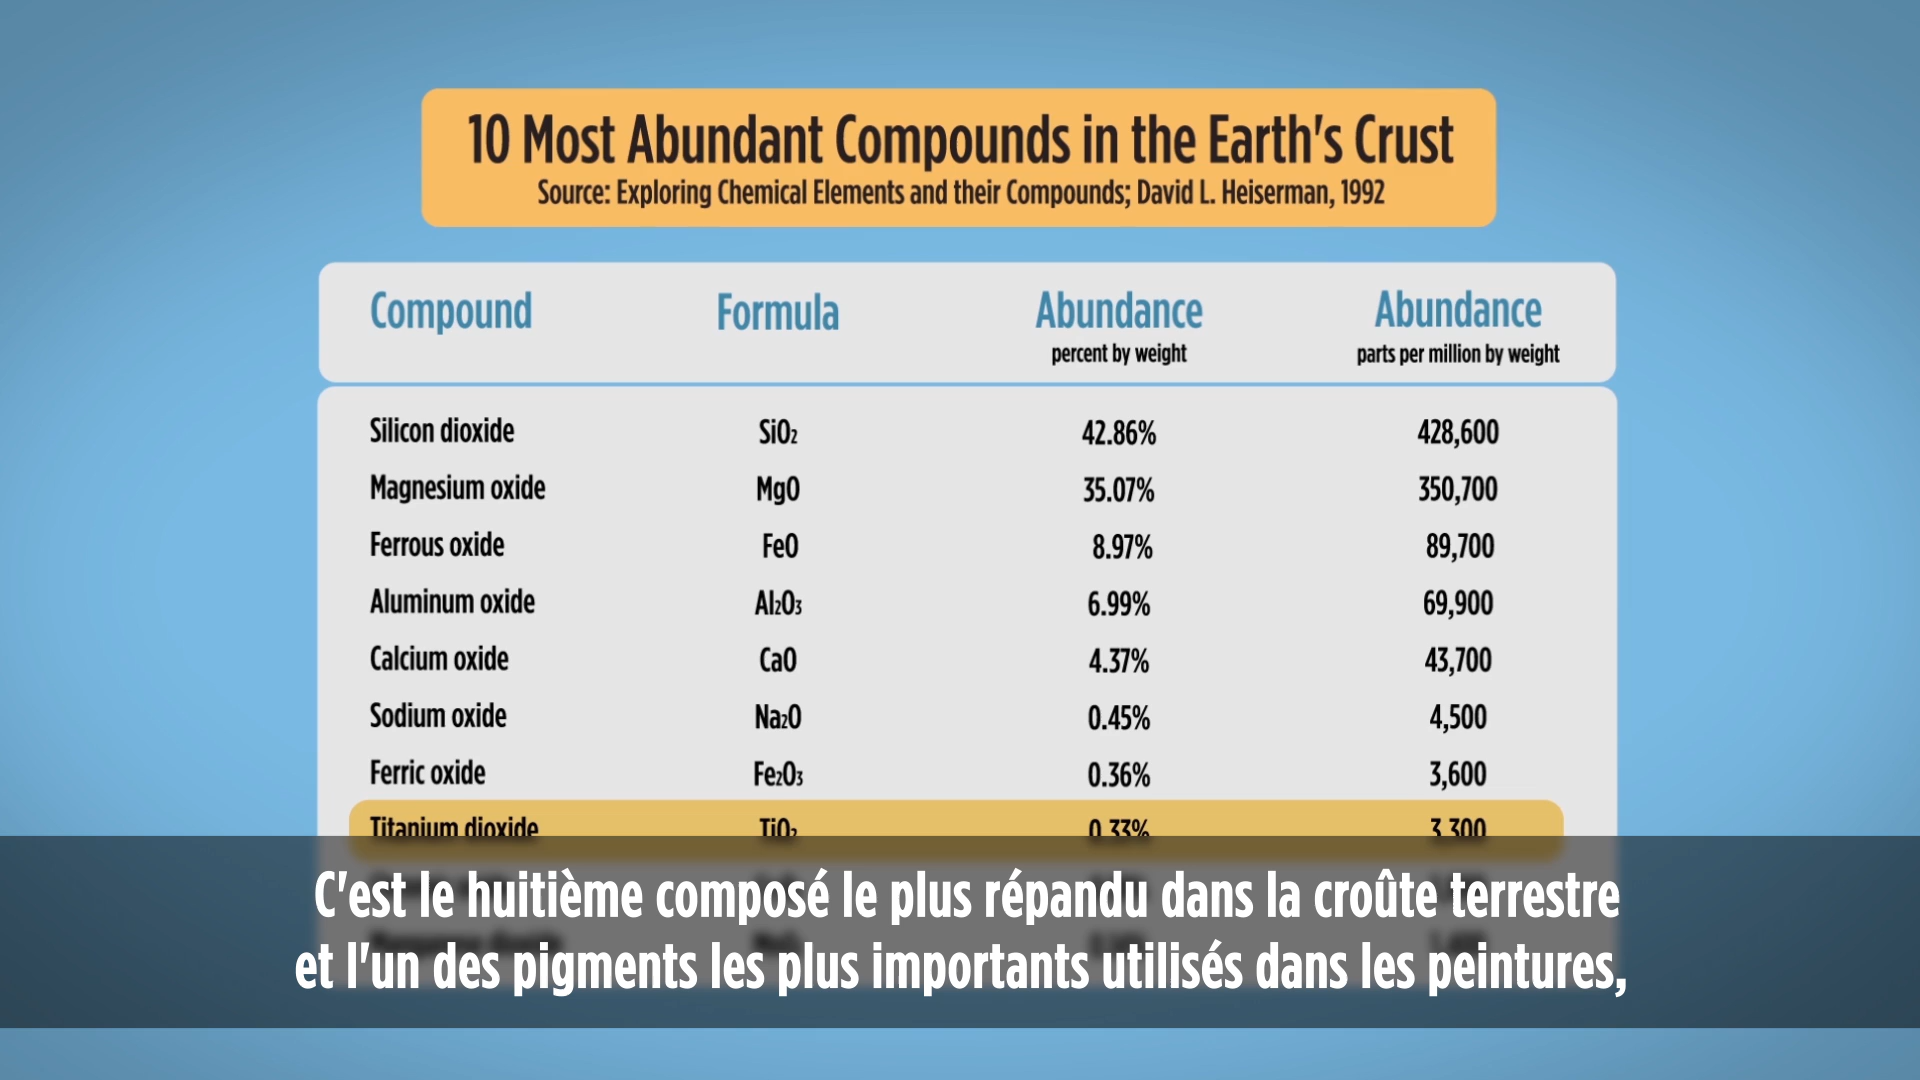 10 Most Abundant Compounds in the Earth's Crust
Source: Exploring Chemical Elements and their Compounds; David L. Heiserman, 1992
Compound Formula Abundance Abundance
percent by weight parts per million by weight
Silicon dioxide SiO₂ 42.86% 428,600
Magnesium oxide MgO 35.07% 350,700
Ferrous oxide FeO 8.97% 89,700
Aluminum oxide Al₂O₃ 6.99% 69,900
Calcium oxide CaO 4.37% 43,700
Sodium oxide Na₂O 0.45% 4,500
Ferric oxide Fe₂O₃ 0.36% 3,600
Titanium dioxide TiO₂ 0.33% 3,300
C'est le huitième composé le plus répandu dans la croûte terrestre
et l'un des pigments les plus importants utilisés dans les peintures,